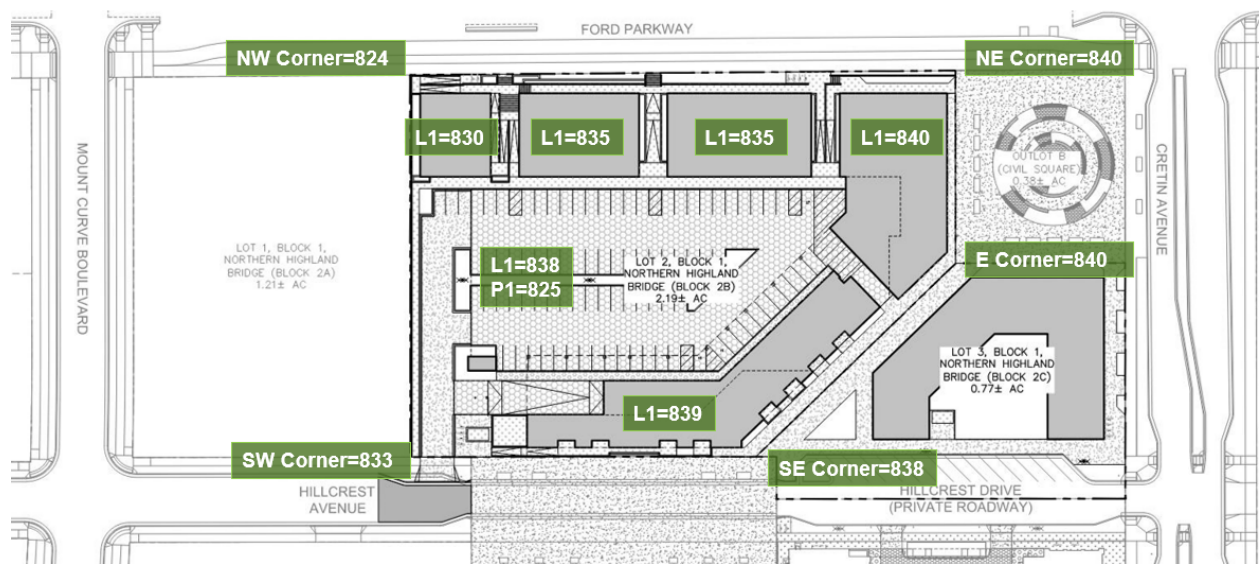 FORD PARKWAY
NW Corner=824
NE Corner=840
L1=830
L1=835
L1=835
L1=840
MOUNT CURVE BOULEVARD
CRETIN AVENUE
OUTLOT B
(CIVIL SQUARE)
0.38± AC
LOT 1, BLOCK 1,
NORTHERN HIGHLAND
BRIDGE (BLOCK 2A)
1.21± AC
L1=838
P1=825
LOT 2, BLOCK 1,
NORTHERN HIGHLAND
BRIDGE (BLOCK 2B)
2.19± AC
E Corner=840
LOT 3, BLOCK 1,
NORTHERN HIGHLAND
BRIDGE (BLOCK 2C)
0.77± AC
L1=839
SW Corner=833
SE Corner=838
HILLCREST
AVENUE
HILLCREST DRIVE
(PRIVATE ROADWAY)